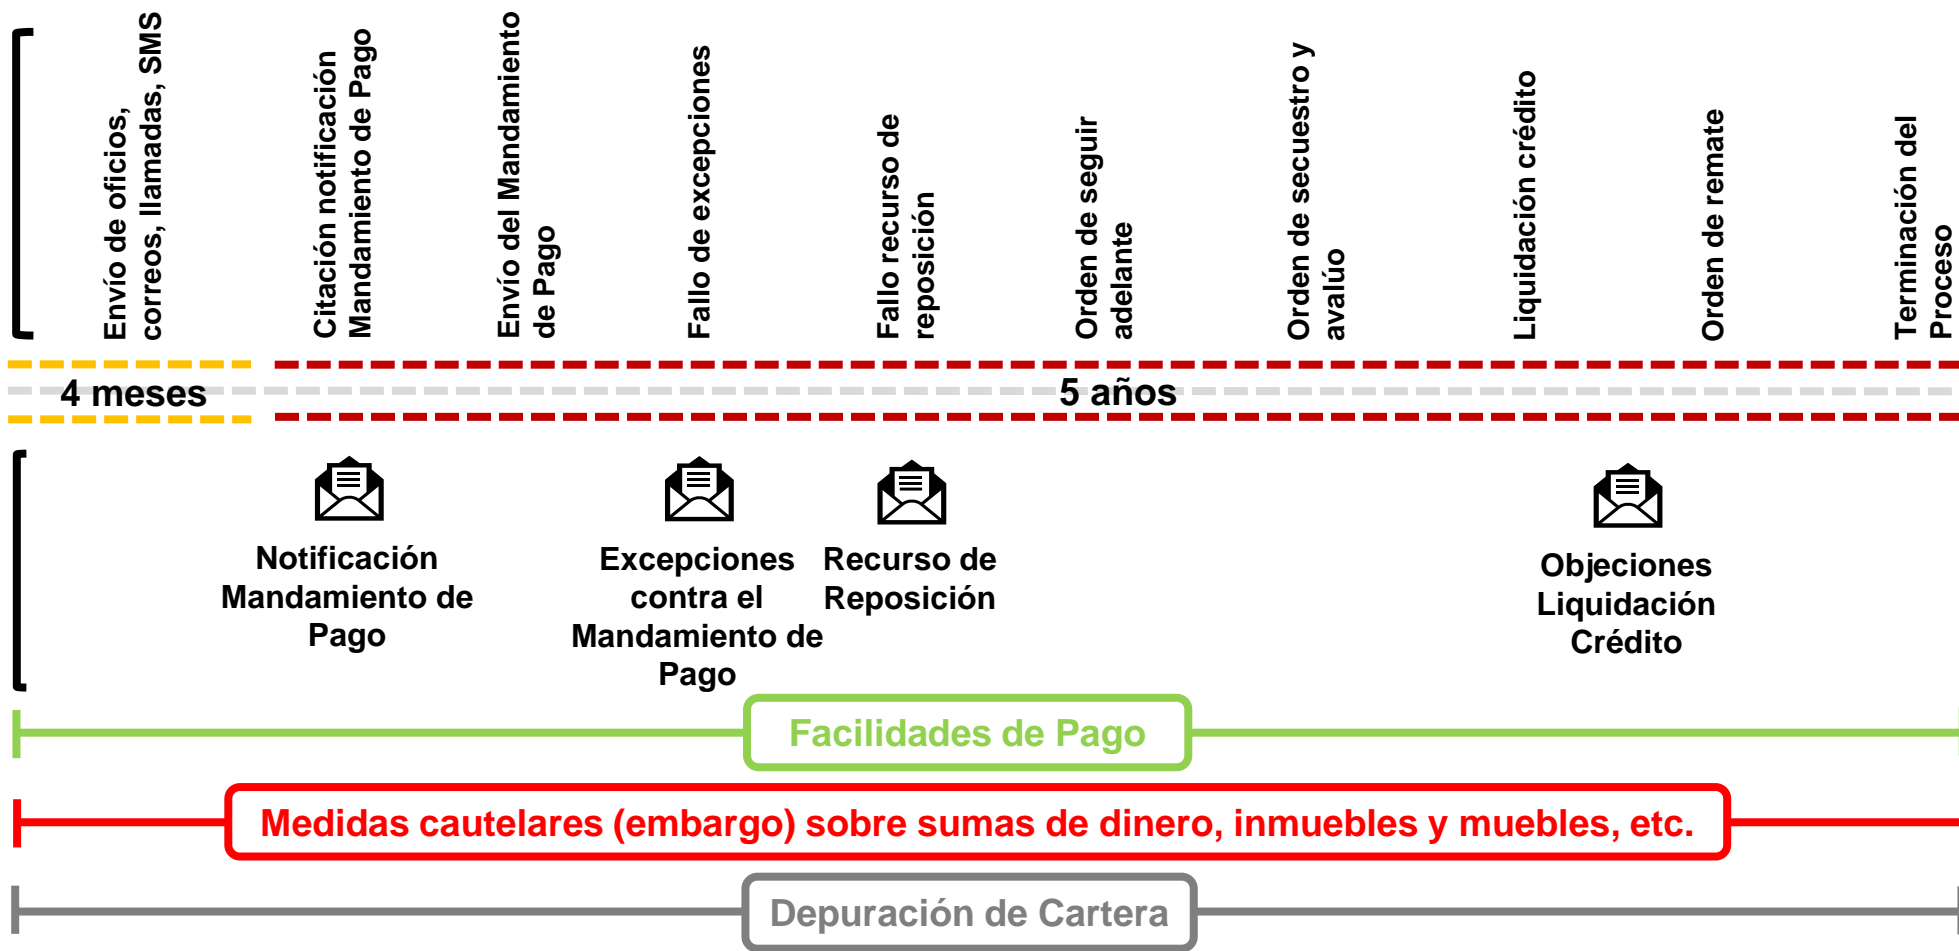 Envío de oficios,
correos, llamadas, SMS
Citación notificación
Mandamiento de Pago
Envío del Mandamiento
de Pago
Fallo de excepciones
Fallo recurso de
reposición
Orden de seguir
adelante
Orden de secuestro y
avalúo
Liquidación crédito
Orden de remate
Terminación del
Proceso
4 meses
5 años
Notificación
Mandamiento de
Pago
Excepciones
contra el
Mandamiento de
Pago
Recurso de
Reposición
Objeciones
Liquidación
Crédito
Facilidades de Pago
Medidas cautelares (embargo) sobre sumas de dinero, inmuebles y muebles, etc.
Depuración de Cartera